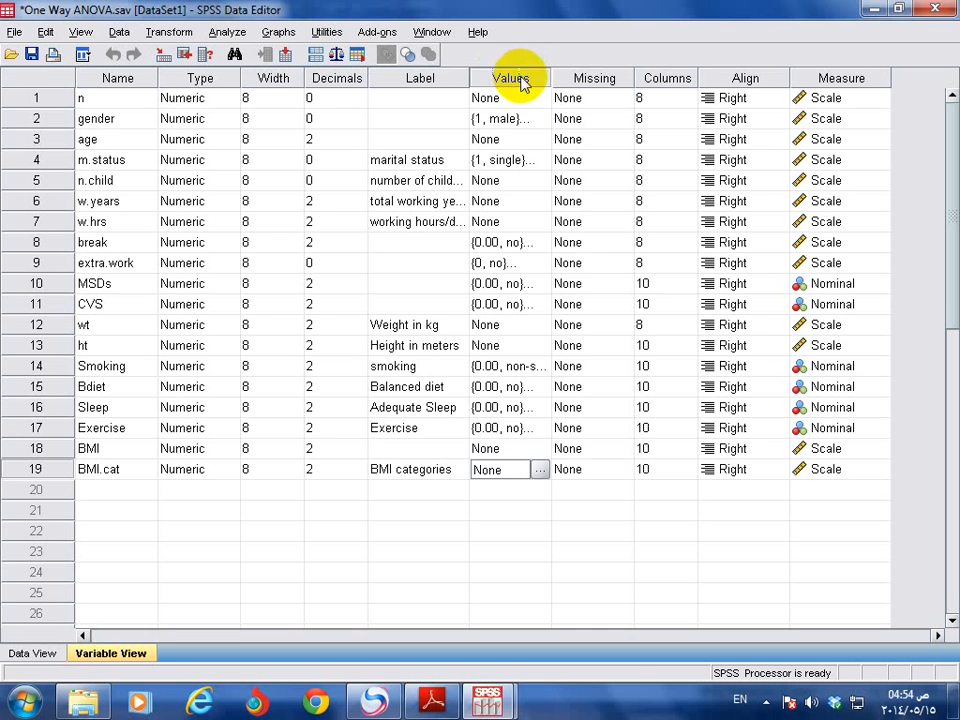 *One Way ANOVA.sav [DataSet1] - SPSS Data Editor
File Edit View Data Transform Analyze Graphs Utilities Add-ons Window Help
Name Type Width Decimals Label Values Missing Columns Align Measure
1 n Numeric 8 0 None None 8 Right Scale
2 gender Numeric 8 0 {1, male}... None 8 Right Scale
3 age Numeric 8 2 None None 8 Right Scale
4 m.status Numeric 8 0 marital status {1, single}... None 8 Right Scale
5 n.child Numeric 8 0 number of child... None None 8 Right Scale
6 w.years Numeric 8 2 total working ye... None None 8 Right Scale
7 w.hrs Numeric 8 2 working hours/d... None None 8 Right Scale
8 break Numeric 8 2 {0.00, no}... None 8 Right Scale
9 extra.work Numeric 8 0 {0, no}... None 8 Right Scale
10 MSDs Numeric 8 2 {0.00, no}... None 10 Right Nominal
11 CVS Numeric 8 2 {0.00, no}... None 10 Right Nominal
12 wt Numeric 8 2 Weight in kg None None 8 Right Scale
13 ht Numeric 8 2 Height in meters None None 10 Right Scale
14 Smoking Numeric 8 2 smoking {0.00, non-s... None 10 Right Nominal
15 Bdiet Numeric 8 2 Balanced diet {0.00, no}... None 10 Right Nominal
16 Sleep Numeric 8 2 Adequate Sleep {0.00, no}... None 10 Right Nominal
17 Exercise Numeric 8 2 Exercise {0.00, no}... None 10 Right Nominal
18 BMI Numeric 8 2 None None 10 Right Scale
19 BMI.cat Numeric 8 2 BMI categories None ... None 10 Right Scale
20
21
22
23
24
25
26
Data View Variable View
SPSS Processor is ready
SPSS EN 04:54 ص
٢٠١٤/٠٥/١٥